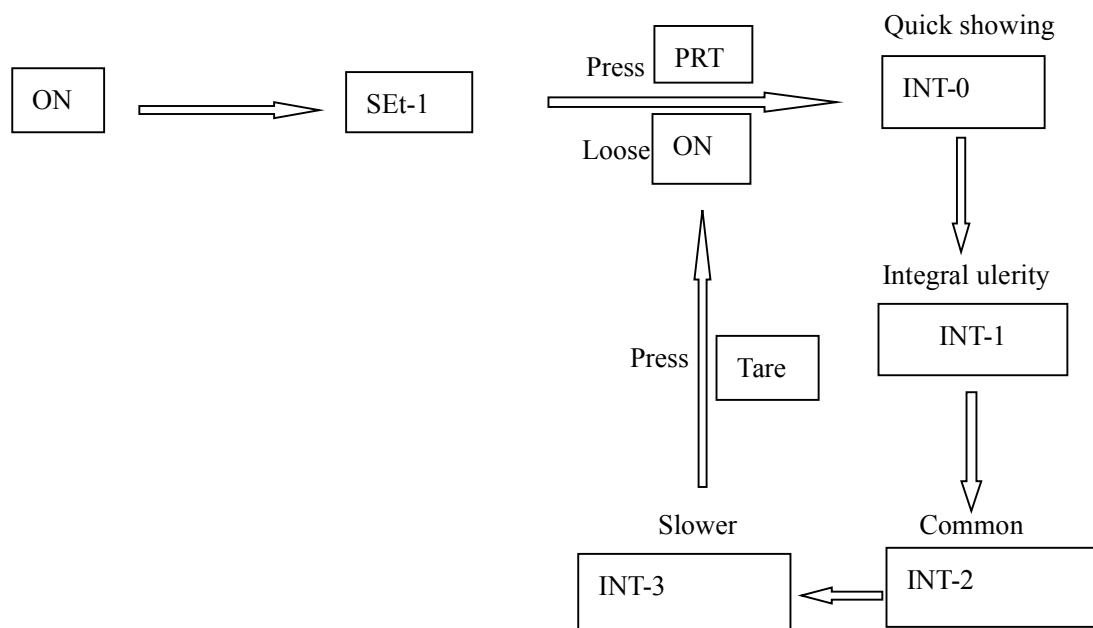 Quick showing
ON
SEt-1
Press
PRT
INT-0
Loose
ON
Integral ulerity
INT-1
Press
Tare
Slower
Common
INT-3
INT-2